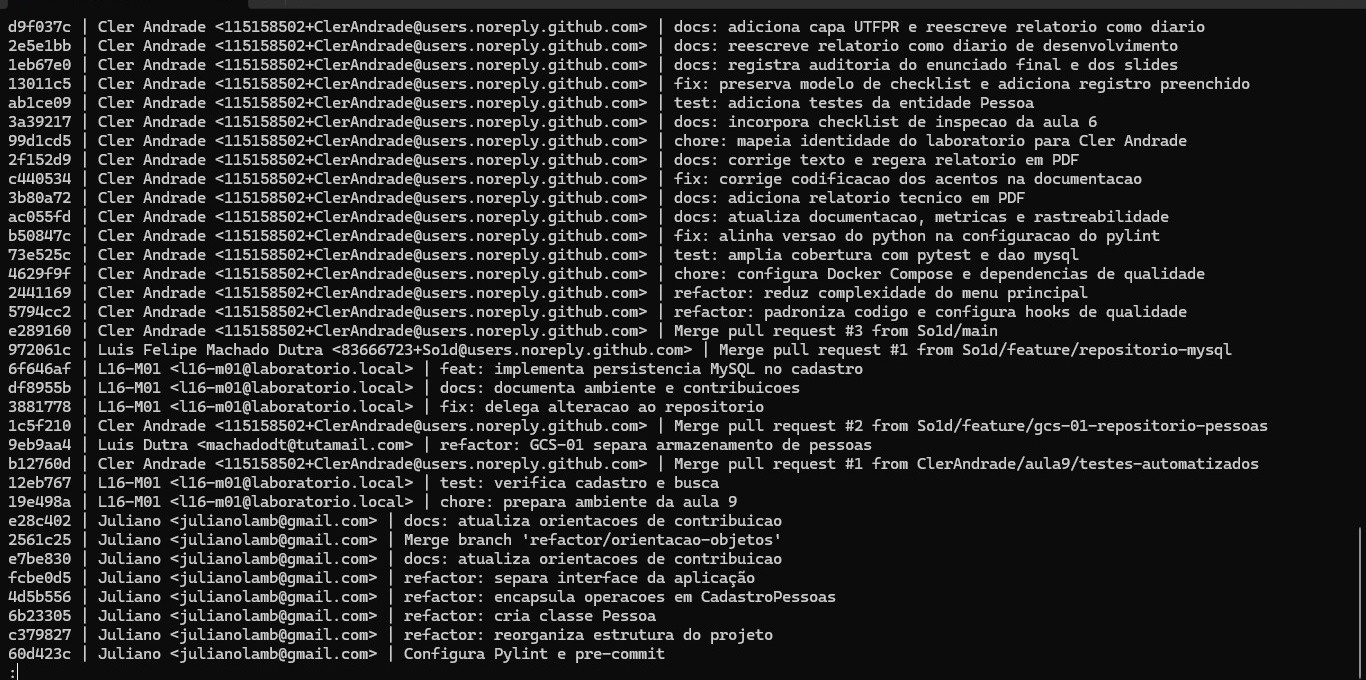 d9f037c | Cler Andrade <115158502+ClerAndrade@users.noreply.github.com> | docs: adiciona capa UTFPR e reescreve relatorio como diario
2e5e1bb | Cler Andrade <115158502+ClerAndrade@users.noreply.github.com> | docs: reescreve relatorio como diario de desenvolvimento
1eb67e0 | Cler Andrade <115158502+ClerAndrade@users.noreply.github.com> | docs: registra auditoria do enunciado final e dos slides
13011c5 | Cler Andrade <115158502+ClerAndrade@users.noreply.github.com> | fix: preserva modelo de checklist e adiciona registro preenchido
ab1ce09 | Cler Andrade <115158502+ClerAndrade@users.noreply.github.com> | test: adiciona testes da entidade Pessoa
3a39217 | Cler Andrade <115158502+ClerAndrade@users.noreply.github.com> | docs: incorpora checklist de inspecao da aula 6
99d1cd5 | Cler Andrade <115158502+ClerAndrade@users.noreply.github.com> | chore: mapeia identidade do laboratorio para Cler Andrade
2f152d9 | Cler Andrade <115158502+ClerAndrade@users.noreply.github.com> | docs: corrige texto e regera relatorio em PDF
c440534 | Cler Andrade <115158502+ClerAndrade@users.noreply.github.com> | fix: corrige codificacao dos acentos na documentacao
3b80a72 | Cler Andrade <115158502+ClerAndrade@users.noreply.github.com> | docs: adiciona relatorio tecnico em PDF
ac055fd | Cler Andrade <115158502+ClerAndrade@users.noreply.github.com> | docs: atualiza documentacao, metricas e rastreabilidade
b50847c | Cler Andrade <115158502+ClerAndrade@users.noreply.github.com> | fix: alinha versao do python na configuracao do pylint
73e525c | Cler Andrade <115158502+ClerAndrade@users.noreply.github.com> | test: amplia cobertura com pytest e dao mysql
4629f9f | Cler Andrade <115158502+ClerAndrade@users.noreply.github.com> | chore: configura Docker Compose e dependencias de qualidade
2441169 | Cler Andrade <115158502+ClerAndrade@users.noreply.github.com> | refactor: reduz complexidade do menu principal
5794cc2 | Cler Andrade <115158502+ClerAndrade@users.noreply.github.com> | refactor: padroniza codigo e configura hooks de qualidade
e289160 | Cler Andrade <115158502+ClerAndrade@users.noreply.github.com> | Merge pull request #3 from So1d/main
972061c | Luis Felipe Machado Dutra <83666723+So1d@users.noreply.github.com> | Merge pull request #1 from So1d/feature/repositorio-mysql
6f646af | L16-M01 <l16-m01@laboratorio.local> | feat: implementa persistencia MySQL no cadastro
df8955b | L16-M01 <l16-m01@laboratorio.local> | docs: documenta ambiente e contribuicoes
3881778 | L16-M01 <l16-m01@laboratorio.local> | fix: delega alteracao ao repositorio
1c5f210 | Cler Andrade <115158502+ClerAndrade@users.noreply.github.com> | Merge pull request #2 from So1d/feature/gcs-01-repositorio-pessoas
9eb9aa4 | Luis Dutra <machadodt@tutamail.com> | refactor: GCS-01 separa armazenamento de pessoas
b12760d | Cler Andrade <115158502+ClerAndrade@users.noreply.github.com> | Merge pull request #1 from ClerAndrade/aula9/testes-automatizados
12eb767 | L16-M01 <l16-m01@laboratorio.local> | test: verifica cadastro e busca
19e498a | L16-M01 <l16-m01@laboratorio.local> | chore: prepara ambiente da aula 9
e28c402 | Juliano <julianolamb@gmail.com> | docs: atualiza orientacoes de contribuicao
2561c25 | Juliano <julianolamb@gmail.com> | Merge branch 'refactor/orientacao-objetos'
e7be830 | Juliano <julianolamb@gmail.com> | docs: atualiza orientacoes de contribuicao
fcbe0d5 | Juliano <julianolamb@gmail.com> | refactor: separa interface da aplicação
4d5b556 | Juliano <julianolamb@gmail.com> | refactor: encapsula operacoes em CadastroPessoas
6b23305 | Juliano <julianolamb@gmail.com> | refactor: cria classe Pessoa
c379827 | Juliano <julianolamb@gmail.com> | refactor: reorganiza estrutura do projeto
60d423c | Juliano <julianolamb@gmail.com> | Configura Pylint e pre-commit
: